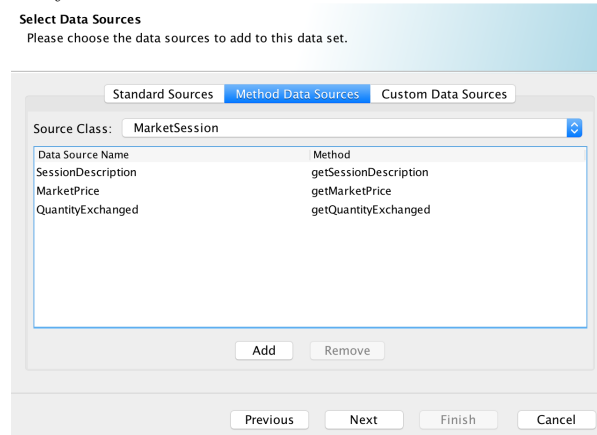 Select Data Sources
Please choose the data sources to add to this data set.
Standard Sources Method Data Sources Custom Data Sources
Source Class: MarketSession
Data Source Name Method
SessionDescription getSessionDescription
MarketPrice getMarketPrice
QuantityExchanged getQuantityExchanged
Add Remove
Previous Next Finish Cancel